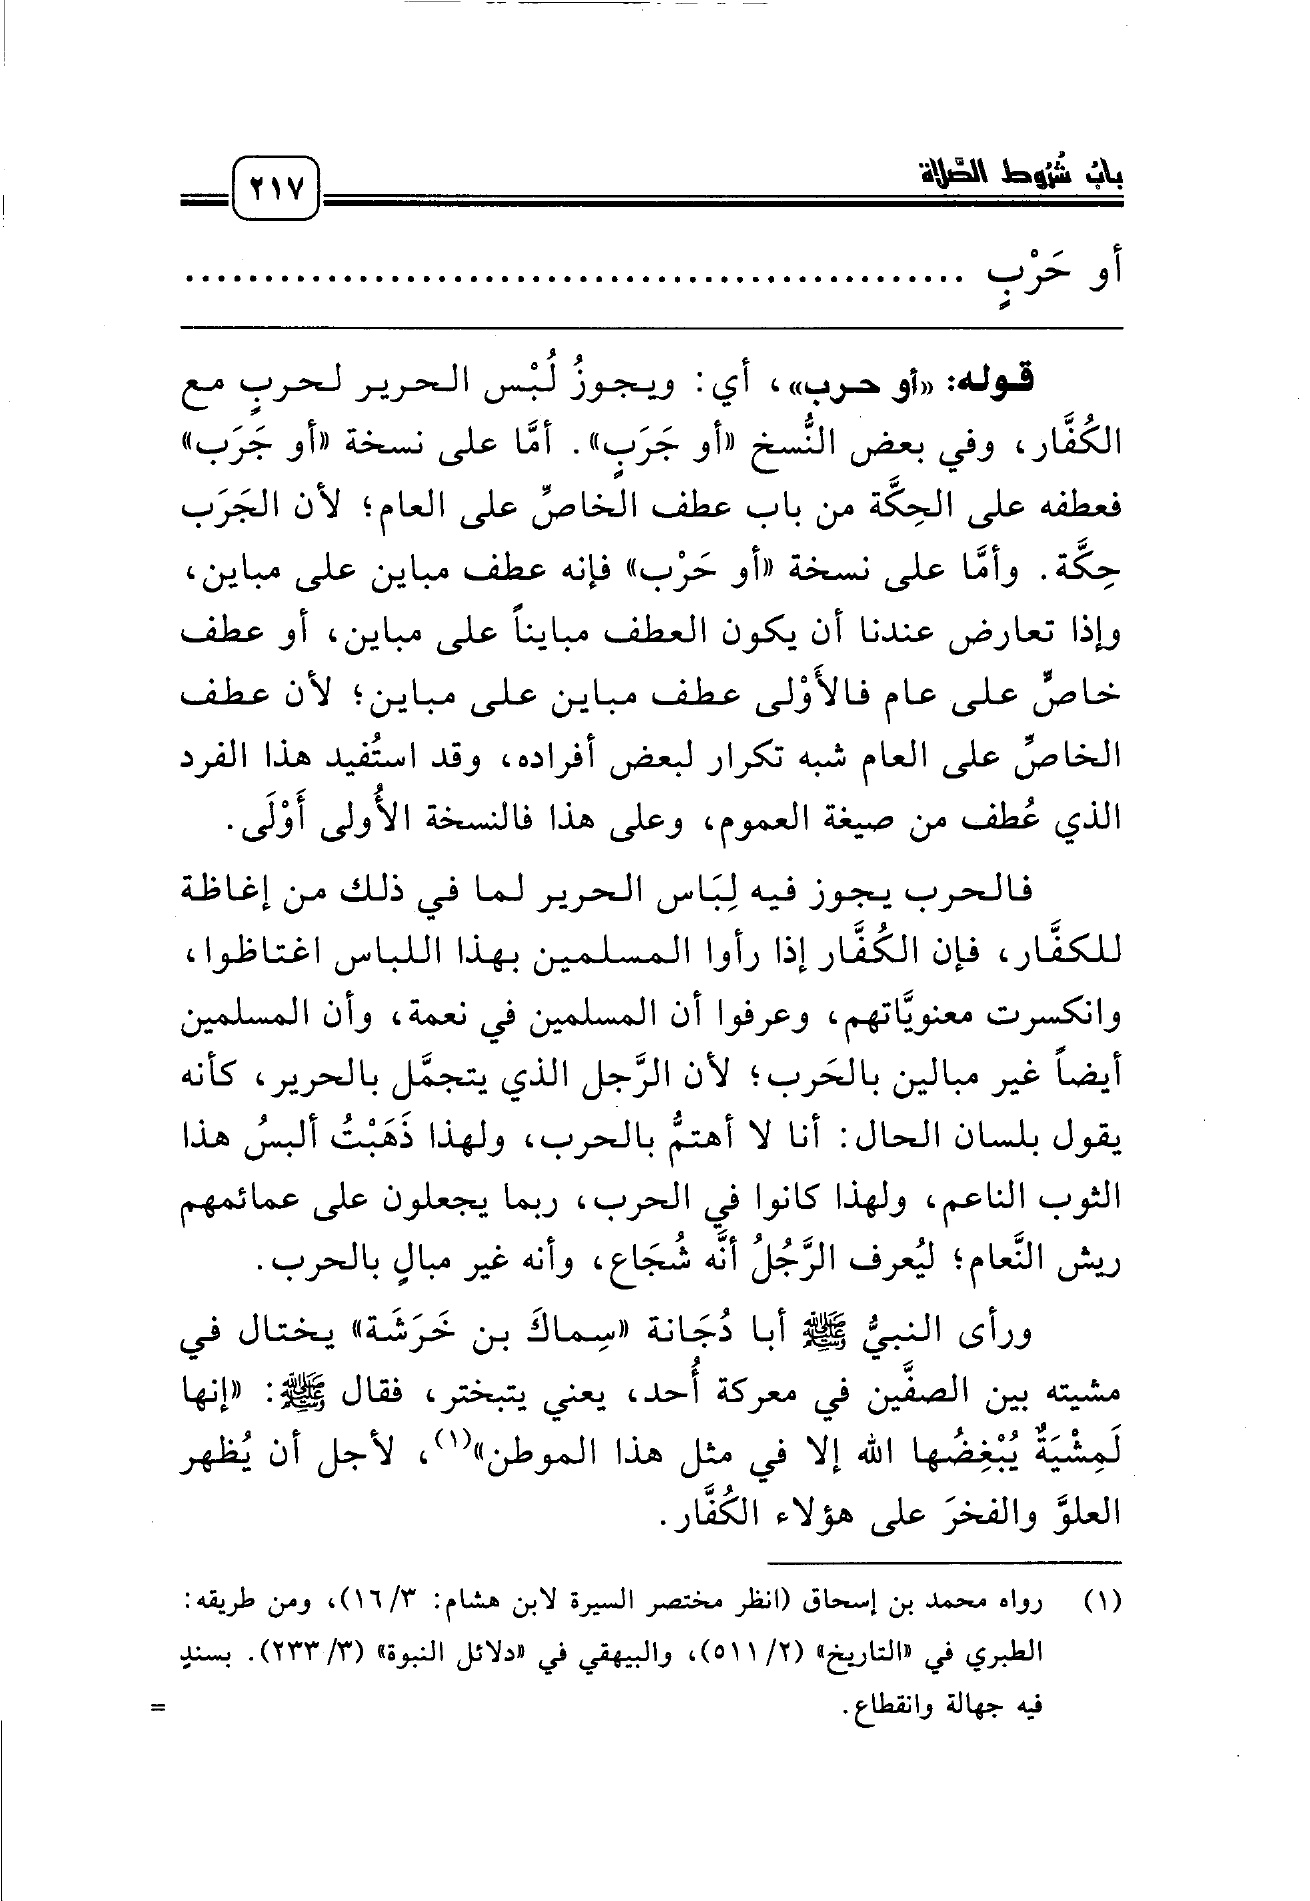 باب شُرُوط الصَّلاة
٢١٧
أو حَرْبٍ ..................................................
قوله: «أو حرب»، أي: ويجوزُ لُبْس الحرير لحربٍ مع
الكُفَّار، وفي بعض النُّسخ «أو جَرَبٍ». أمَّا على نسخة «أو جَرَب»
فعطفه على الحِكَّة من باب عطف الخاصِّ على العام؛ لأن الجَرَب
حِكَّة. وأمَّا على نسخة «أو حَرْب» فإنه عطف مباين على مباين،
وإذا تعارض عندنا أن يكون العطف مبايناً على مباين، أو عطف
خاصٍّ على عام فالأَوْلى عطف مباين على مباين؛ لأن عطف
الخاصِّ على العام شبه تكرار لبعض أفراده، وقد استُفيد هذا الفرد
الذي عُطف من صيغة العموم، وعلى هذا فالنسخة الأُولى أَوْلَى.
فالحرب يجوز فيه لِبَاس الحرير لما في ذلك من إغاظة
للكفَّار، فإن الكُفَّار إذا رأوا المسلمين بهذا اللباس اغتاظوا،
وانكسرت معنويَّاتهم، وعرفوا أن المسلمين في نعمة، وأن المسلمين
أيضاً غير مبالين بالحَرب؛ لأن الرَّجل الذي يتجمَّل بالحرير، كأنه
يقول بلسان الحال: أنا لا أهتمُّ بالحرب، ولهذا ذَهَبْتُ ألبسُ هذا
الثوب الناعم، ولهذا كانوا في الحرب، ربما يجعلون على عمائمهم
ريش النَّعام؛ ليُعرف الرَّجُلُ أنَّه شُجَاع، وأنه غير مبالٍ بالحرب.
ورأى النبيُّ ﷺ أبا دُجَانة «سِماكَ بن خَرَشَة» يختال في
مشيته بين الصفَّين في معركة أُحد، يعني يتبختر، فقال ﷺ: «إنها
لَمِشْيَةٌ يُبْغِضُها الله إلا في مثل هذا الموطن»(١)، لأجل أن يُظهر
العلوَّ والفخرَ على هؤلاء الكُفَّار.
(١) رواه محمد بن إسحاق (انظر مختصر السيرة لابن هشام: ٣/ ١٦)، ومن طريقه:
الطبري في «التاريخ» (٢/ ٥١١)، والبيهقي في «دلائل النبوة» (٣/ ٢٣٣). بسندٍ
فيه جهالة وانقطاع. =